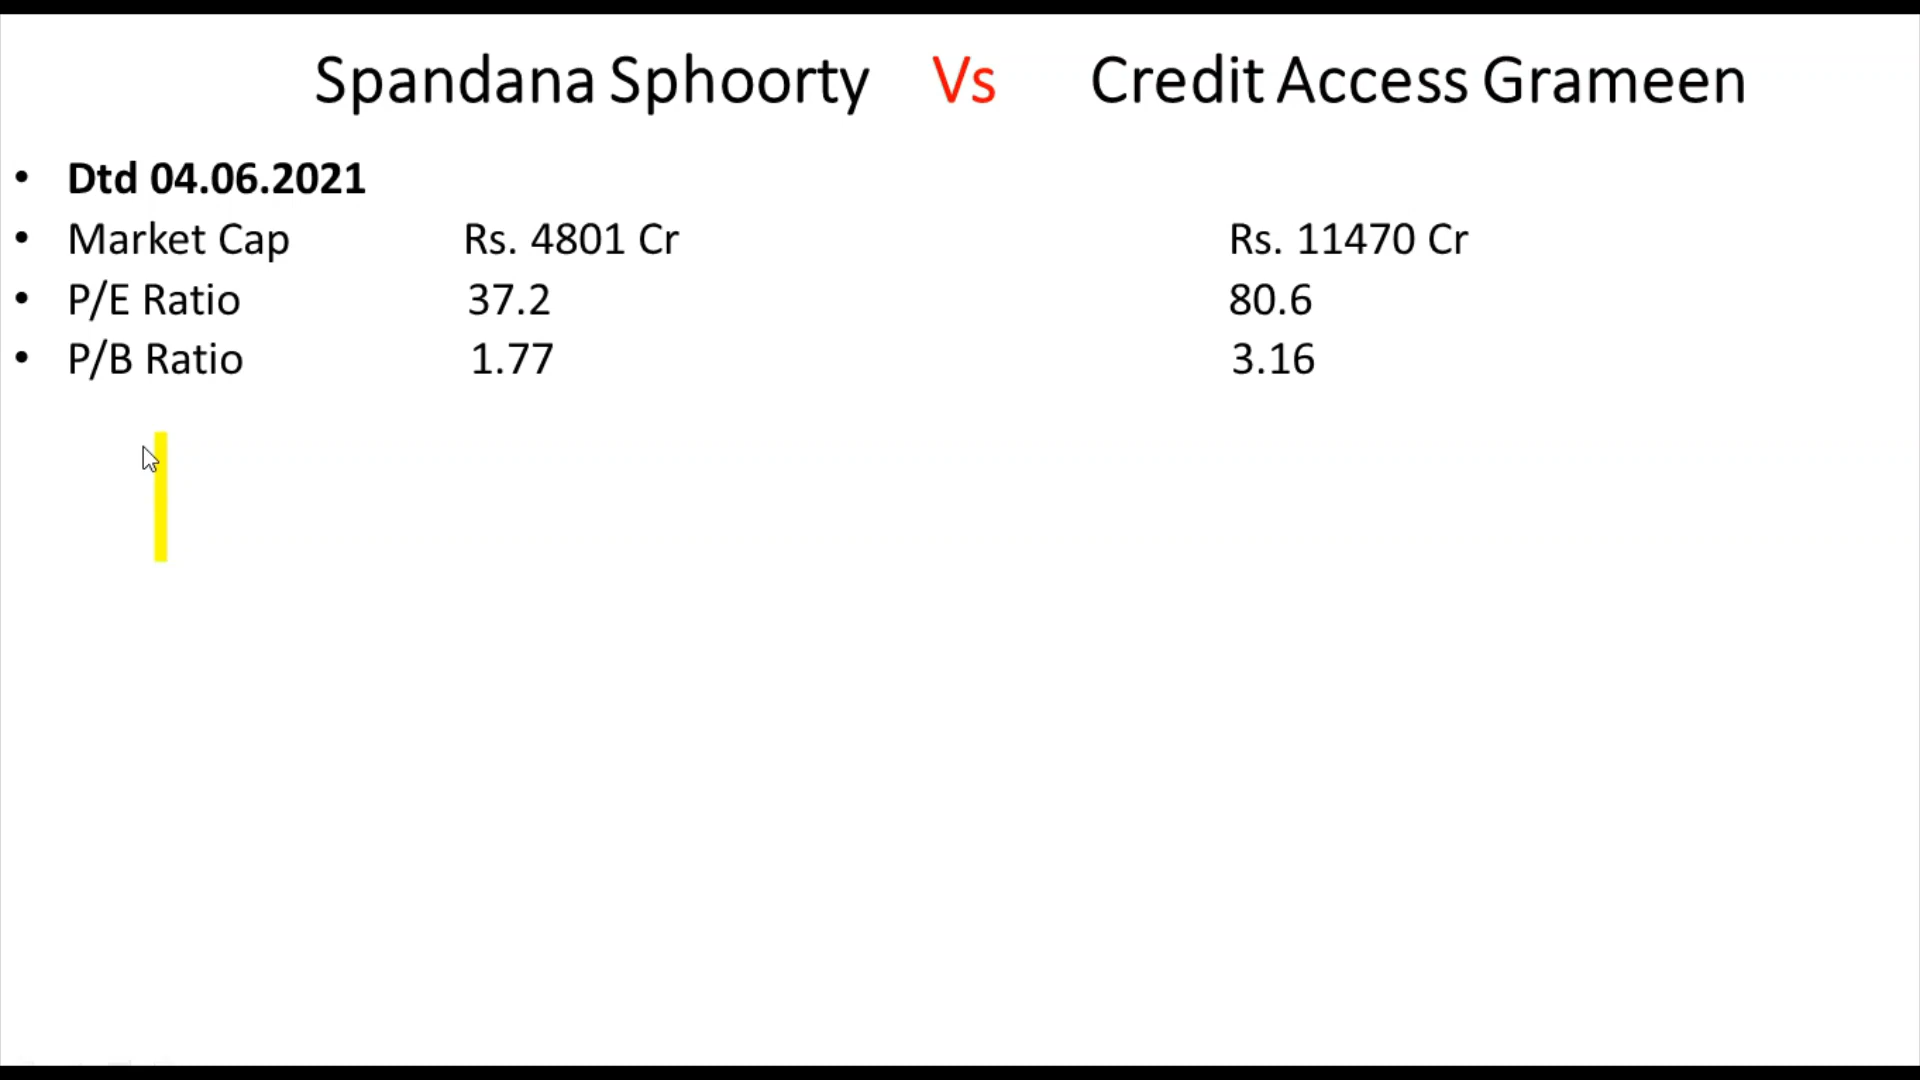 Spandana Sphoorty Vs Credit Access Grameen
• Dtd 04.06.2021
• Market Cap Rs. 4801 Cr Rs. 11470 Cr
• P/E Ratio 37.2 80.6
• P/B Ratio 1.77 3.16